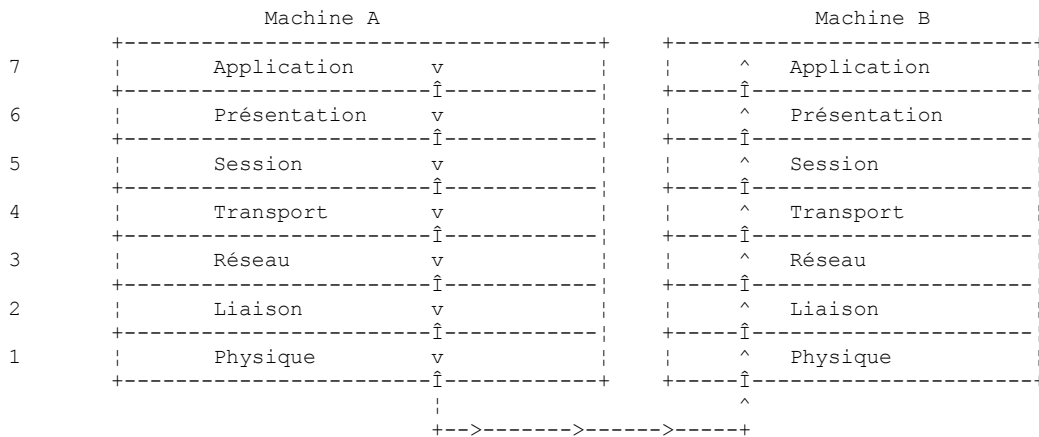 Machine A Machine B
+--------------------------------------+ +-----------------------------+
7 ¦ Application v ¦ ¦ ^ Application ¦
+------------------------Î------------¦ +-----Î----------------------¦
6 ¦ Présentation v ¦ ¦ ^ Présentation ¦
+------------------------Î------------¦ +-----Î----------------------¦
5 ¦ Session v ¦ ¦ ^ Session ¦
+------------------------Î------------¦ +-----Î----------------------¦
4 ¦ Transport v ¦ ¦ ^ Transport ¦
+------------------------Î------------¦ +-----Î----------------------¦
3 ¦ Réseau v ¦ ¦ ^ Réseau ¦
+------------------------Î------------¦ +-----Î----------------------¦
2 ¦ Liaison v ¦ ¦ ^ Liaison ¦
+------------------------Î------------¦ +-----Î----------------------¦
1 ¦ Physique v ¦ ¦ ^ Physique ¦
+------------------------Î------------+ +-----Î----------------------+
¦ ^
+-->------->------>-----+